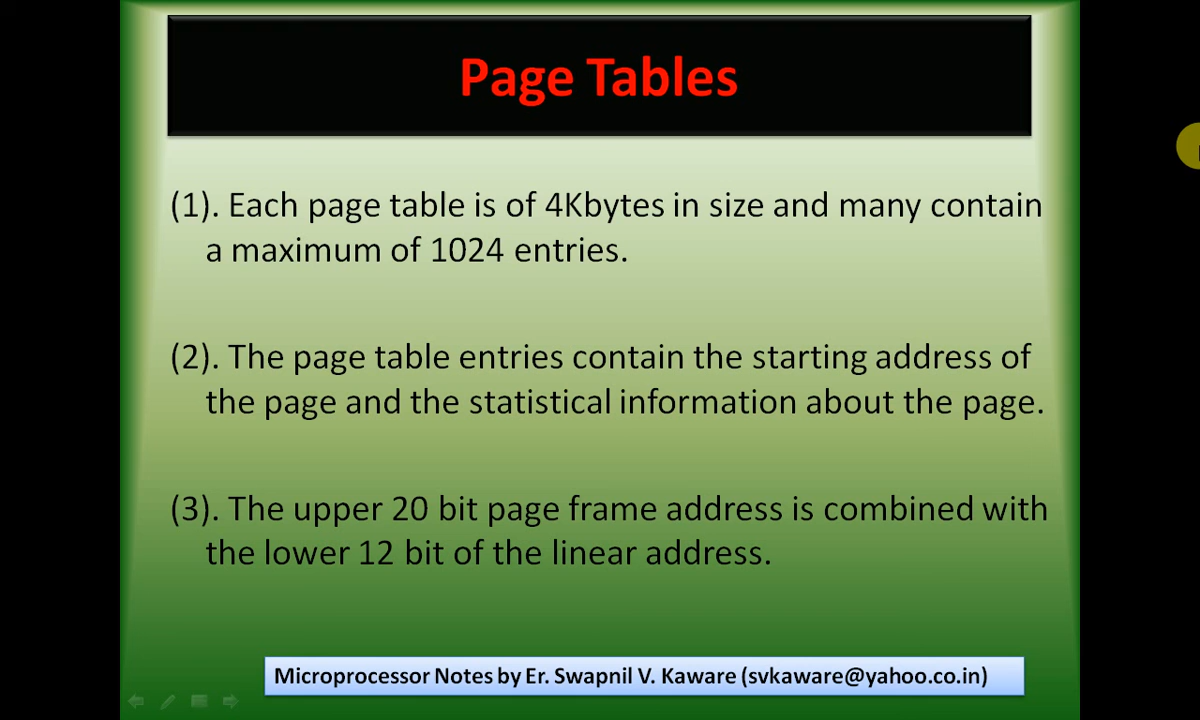 Page Tables
(1). Each page table is of 4Kbytes in size and many contain
a maximum of 1024 entries.
(2). The page table entries contain the starting address of
the page and the statistical information about the page.
(3). The upper 20 bit page frame address is combined with
the lower 12 bit of the linear address.
Microprocessor Notes by Er. Swapnil V. Kaware (svkaware@yahoo.co.in)